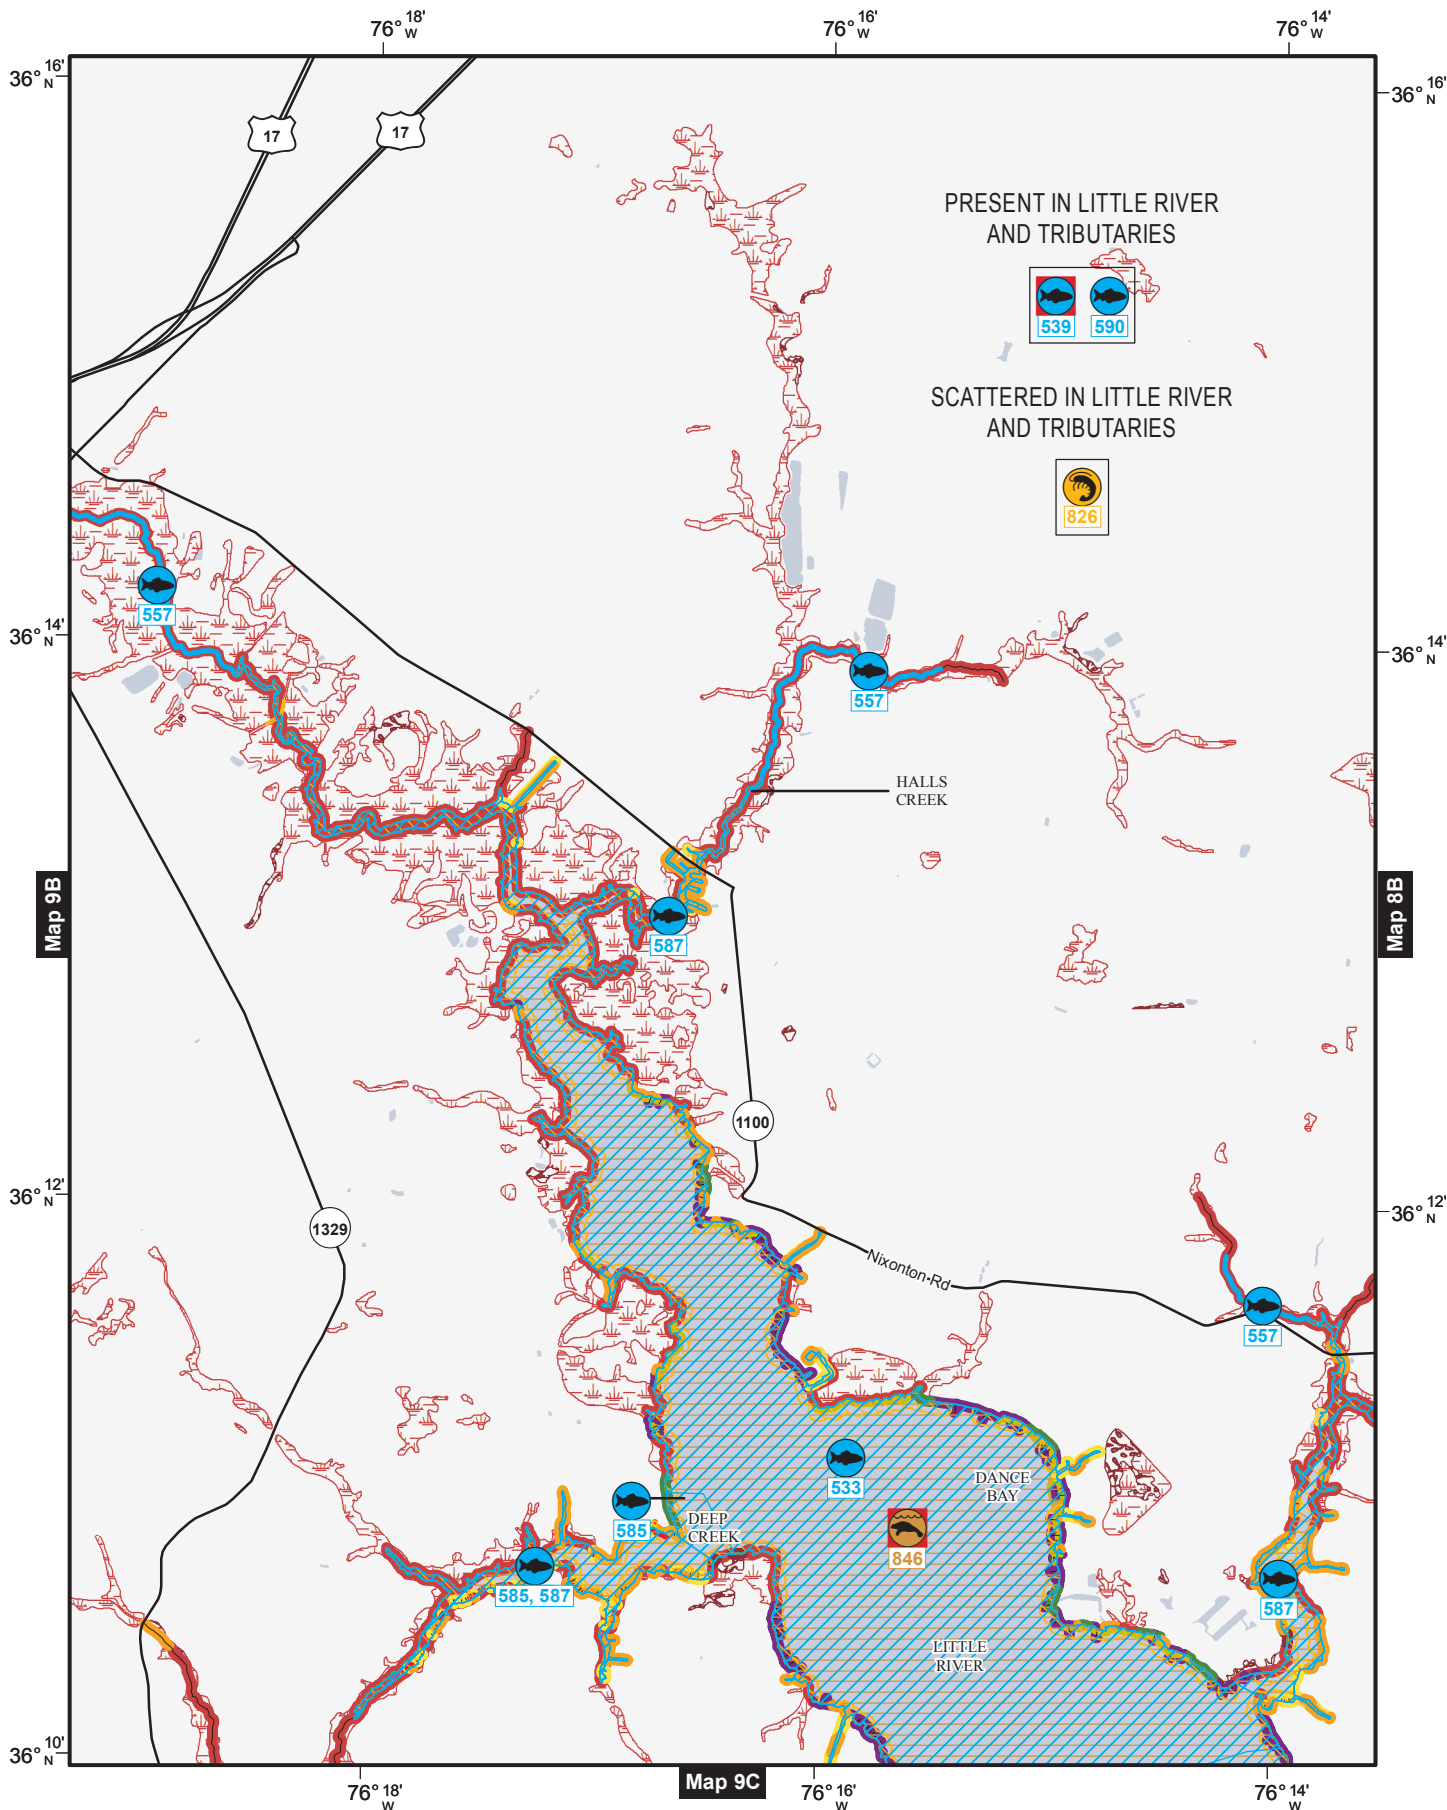 76° 18' W
76° 16' W
76° 14' W
36° 16' N
36° 16' N
17
17
PRESENT IN LITTLE RIVER
AND TRIBUTARIES
539
590
SCATTERED IN LITTLE RIVER
AND TRIBUTARIES
826
557
36° 14' N
36° 14' N
557
HALLS
CREEK
Map 9B
Map 8B
587
1100
36° 12' N
36° 12' N
1329
Nixonton Rd
557
533
DANCE
BAY
585
DEEP
CREEK
846
585, 587
587
LITTLE
RIVER
36° 10' N
Map 9C
76° 18' W
76° 16' W
76° 14' W